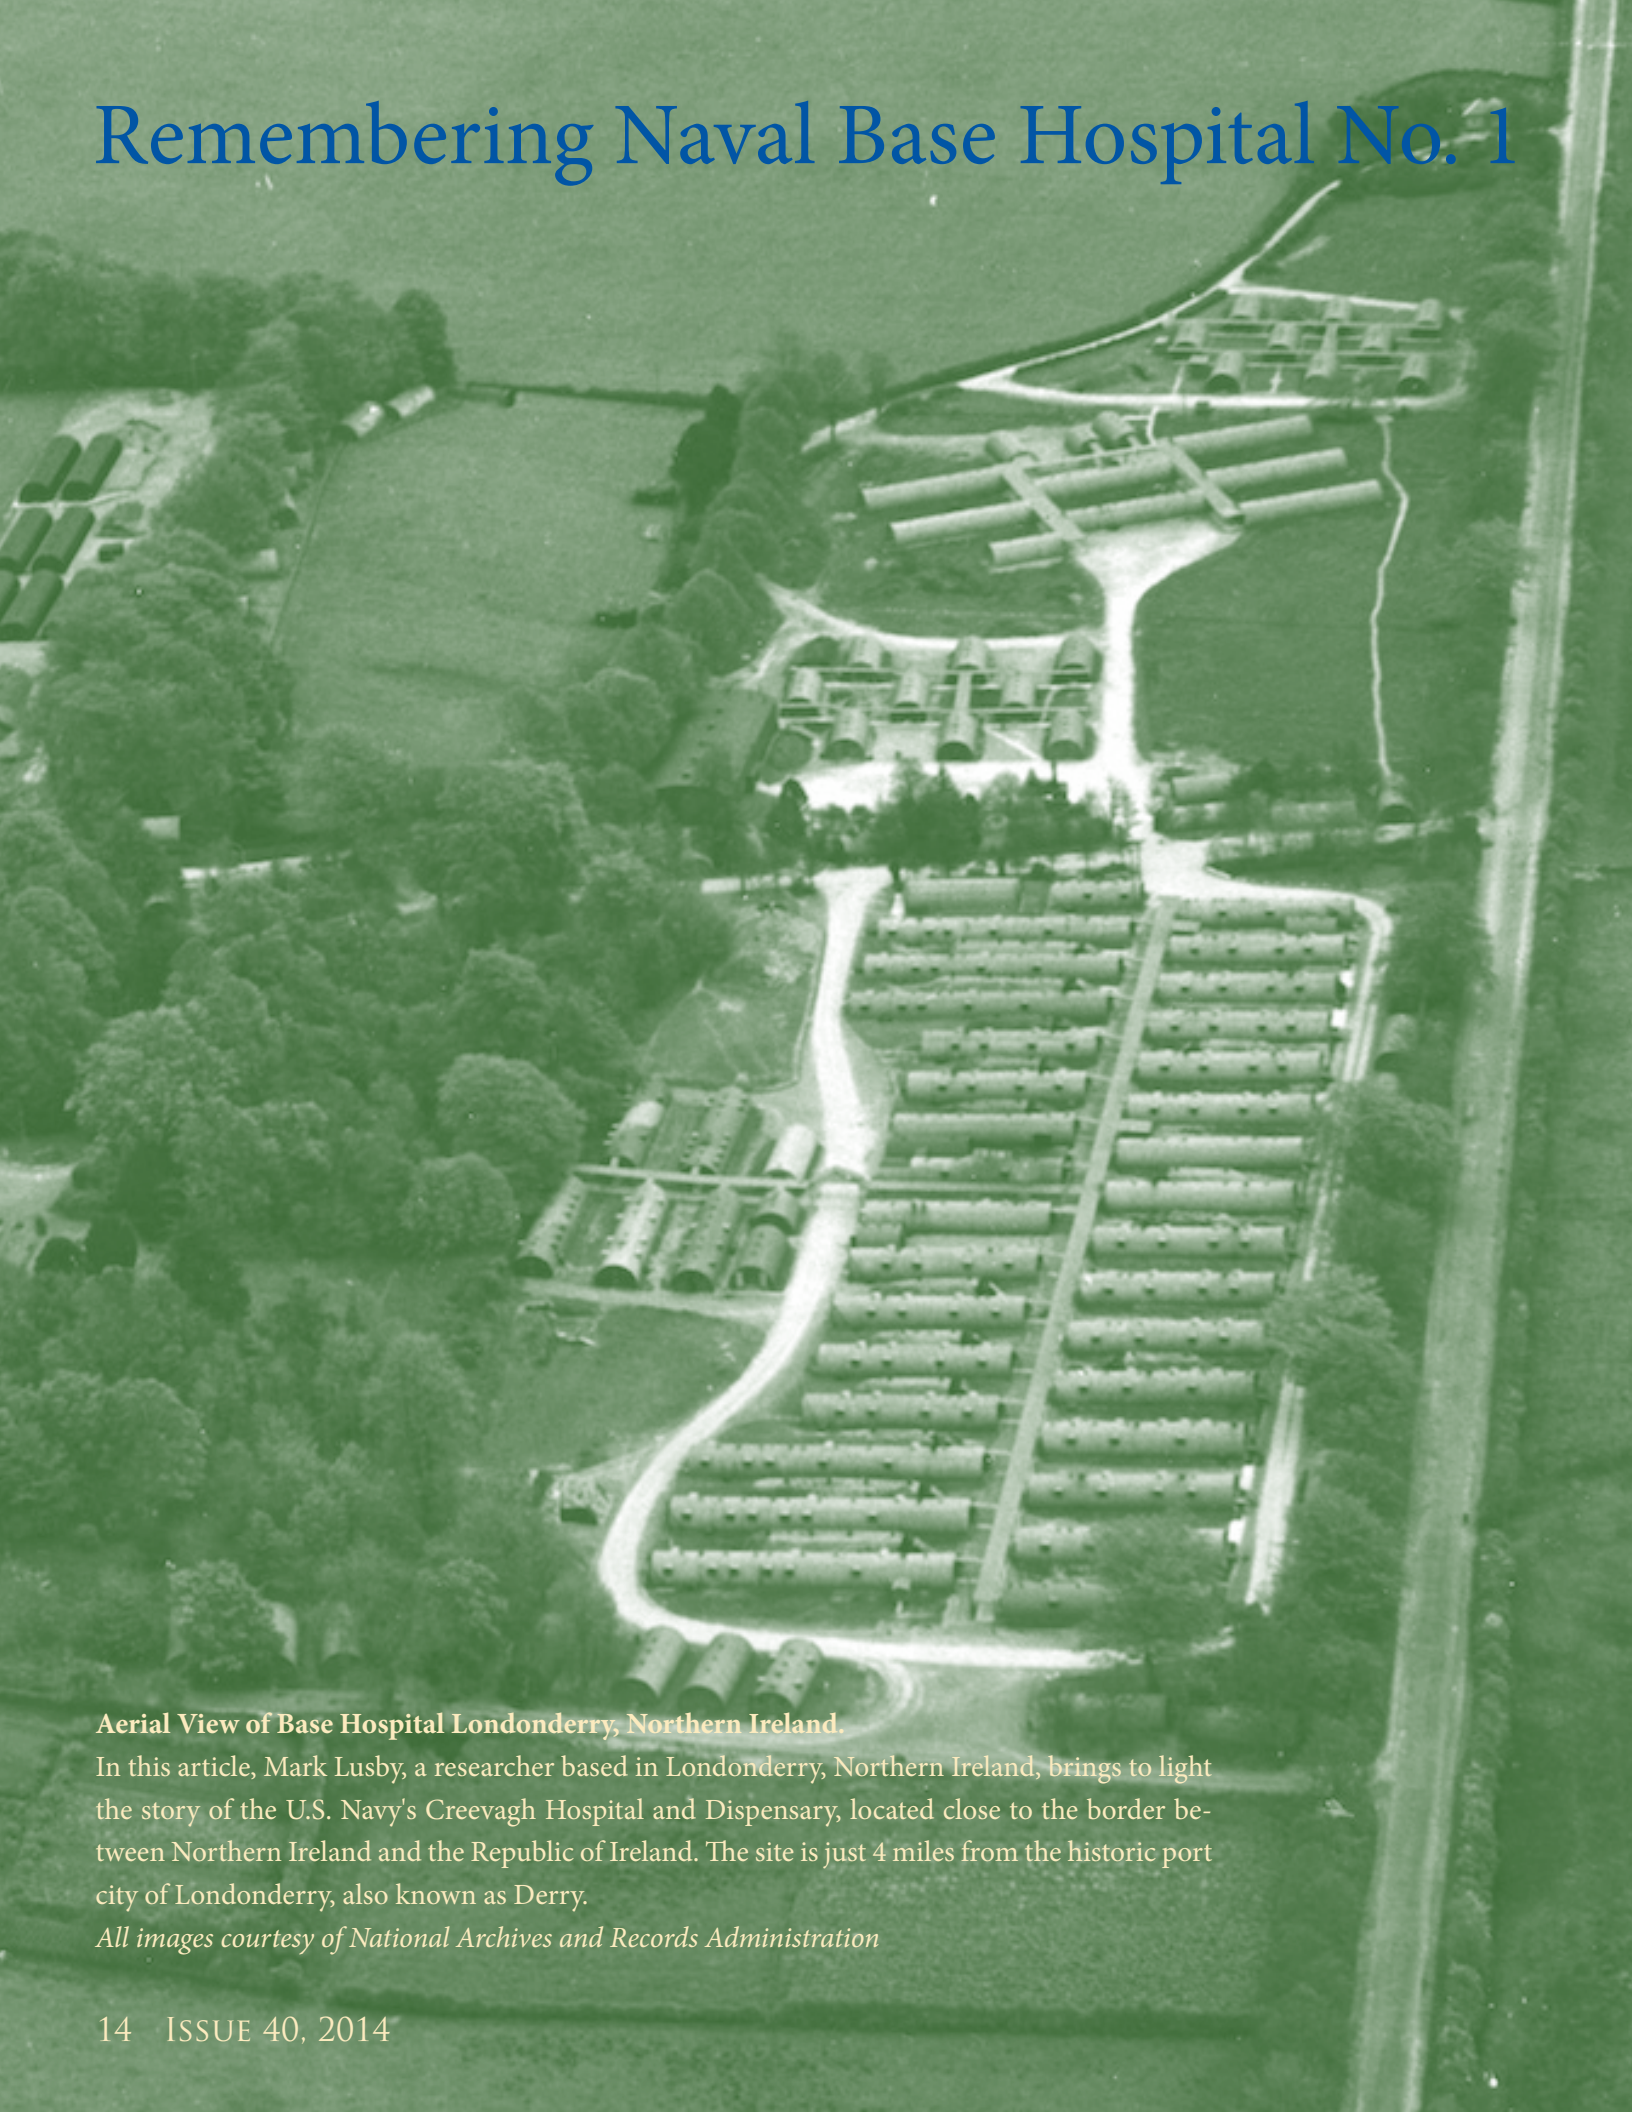 Remembering Naval Base Hospital No. 1
Aerial View of Base Hospital Londonderry, Northern Ireland.
In this article, Mark Lusby, a researcher based in Londonderry, Northern Ireland, brings to light
the story of the U.S. Navy's Creevagh Hospital and Dispensary, located close to the border be-
tween Northern Ireland and the Republic of Ireland. The site is just 4 miles from the historic port
city of Londonderry, also known as Derry.
All images courtesy of National Archives and Records Administration
14 ISSUE 40, 2014